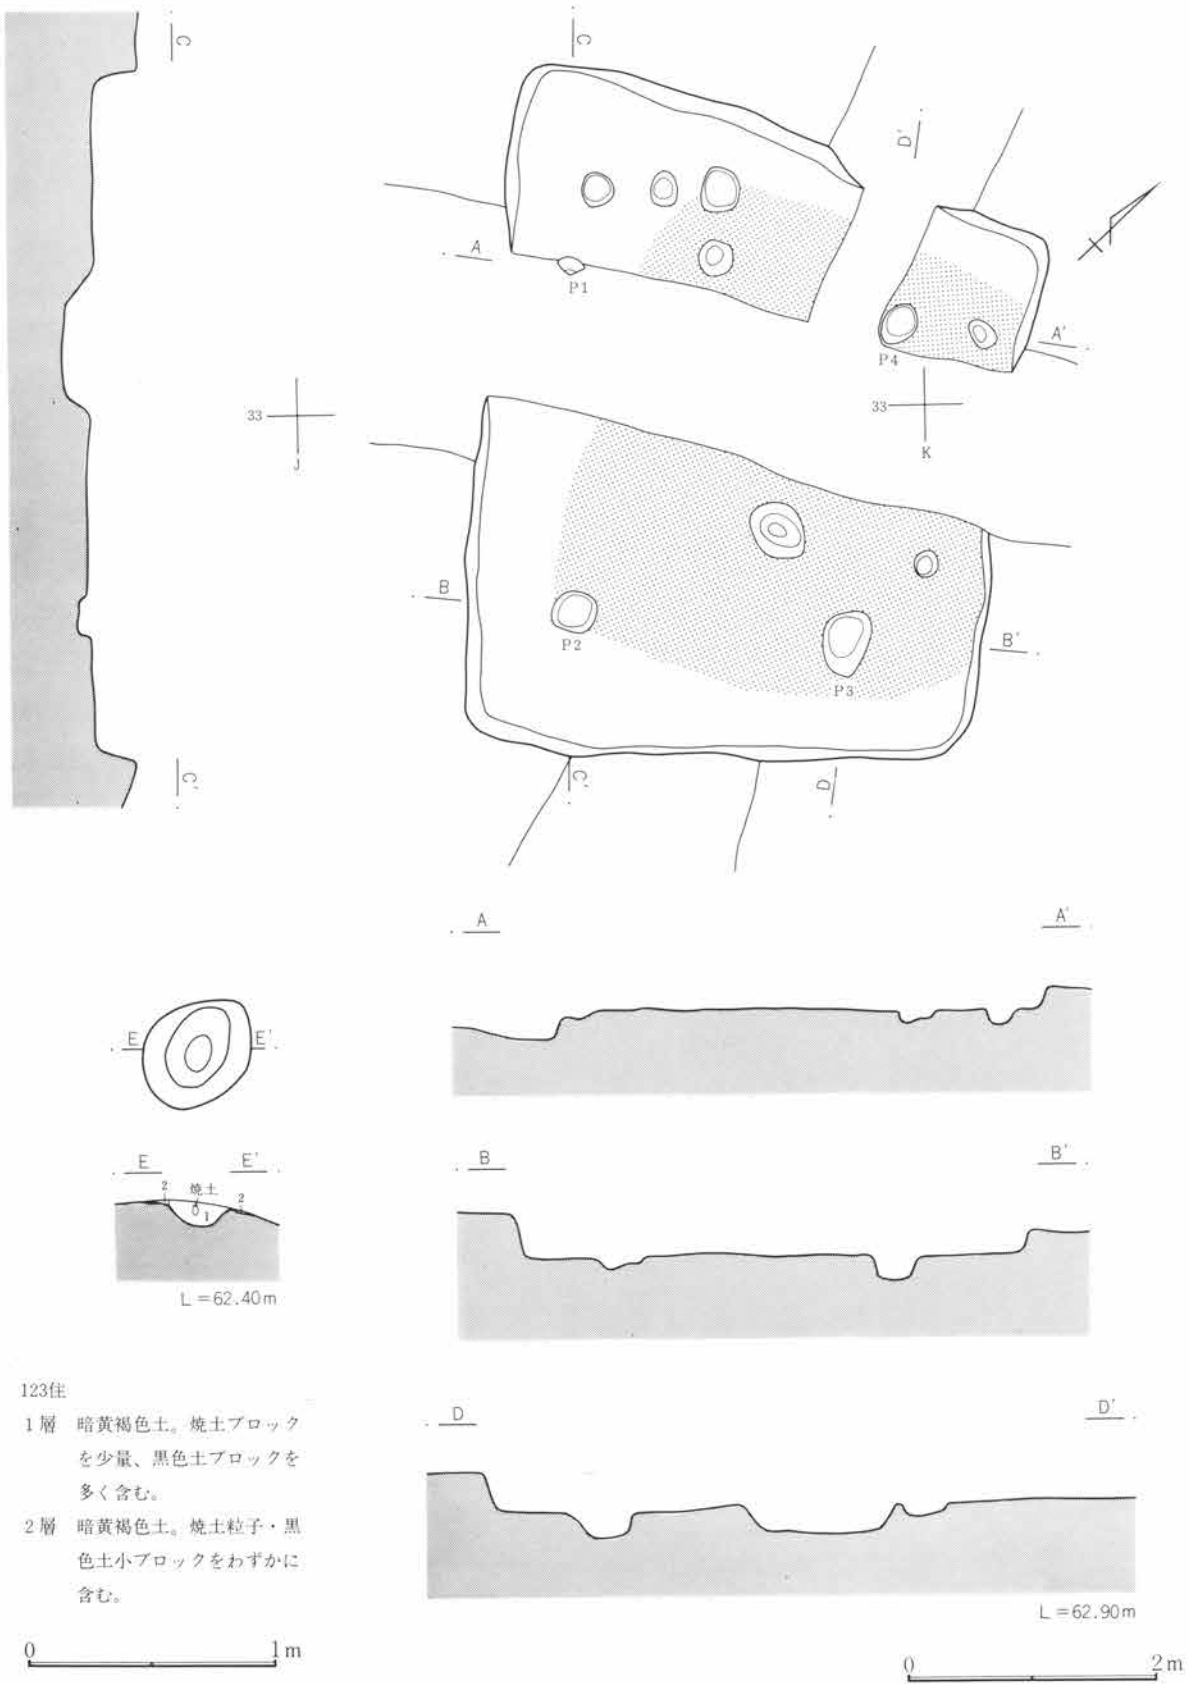 C
C
D'
A
P1
A'
P4
33
J
33
K
B
P2
B'
P3
C'
C'
D
A
A'
E
E'
B
B'
E
E'
2
焼土
2
1
L=62.40m
123住
1層 暗黄褐色土。焼土ブロック
を少量、黒色土ブロックを
多く含む。
2層 暗黄褐色土。焼土粒子・黒
色土小ブロックをわずかに
含む。
D
D'
L=62.90m
0
1m
0
2m